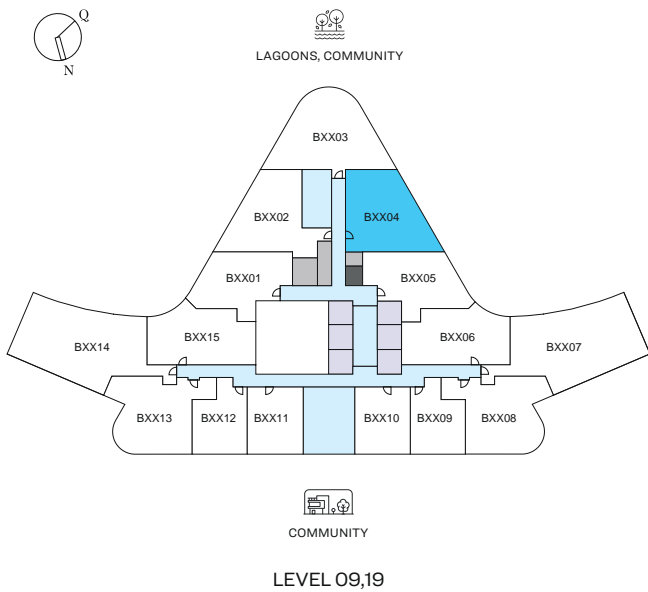 Q
N
LAGOONS, COMMUNITY
BXX03
BXX02
BXX04
BXX01
BXX05
BXX14
BXX15
BXX06
BXX07
BXX13
BXX12
BXX11
BXX10
BXX09
BXX08
COMMUNITY
LEVEL 09,19